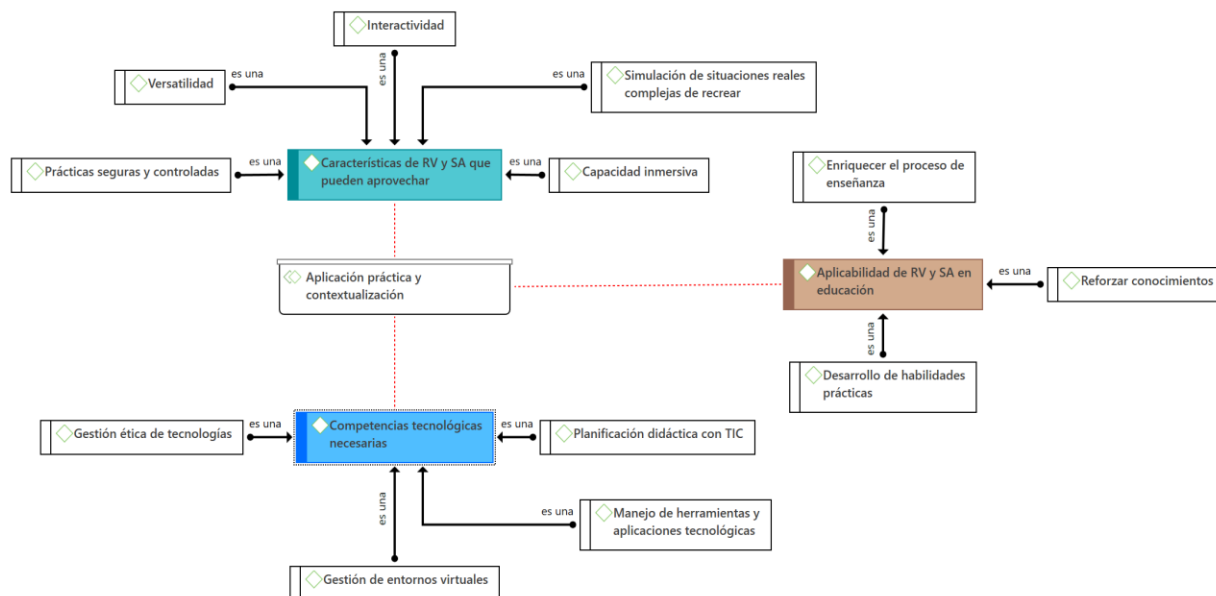 Interactividad
es una
Versatilidad
es una
es una
Simulación de situaciones reales
complejas de recrear
Prácticas seguras y controladas
es una
Características de RV y SA que
pueden aprovechar
es una
Capacidad inmersiva
Enriquecer el proceso de
enseñanza
es una
Aplicación práctica y
contextualización
Aplicabilidad de RV y SA en
educación
es una
Reforzar conocimientos
es una
Desarrollo de habilidades
prácticas
Gestión ética de tecnologías
es una
Competencias tecnológicas
necesarias
es una
Planificación didáctica con TIC
es una
es una
Manejo de herramientas y
aplicaciones tecnológicas
Gestión de entornos virtuales